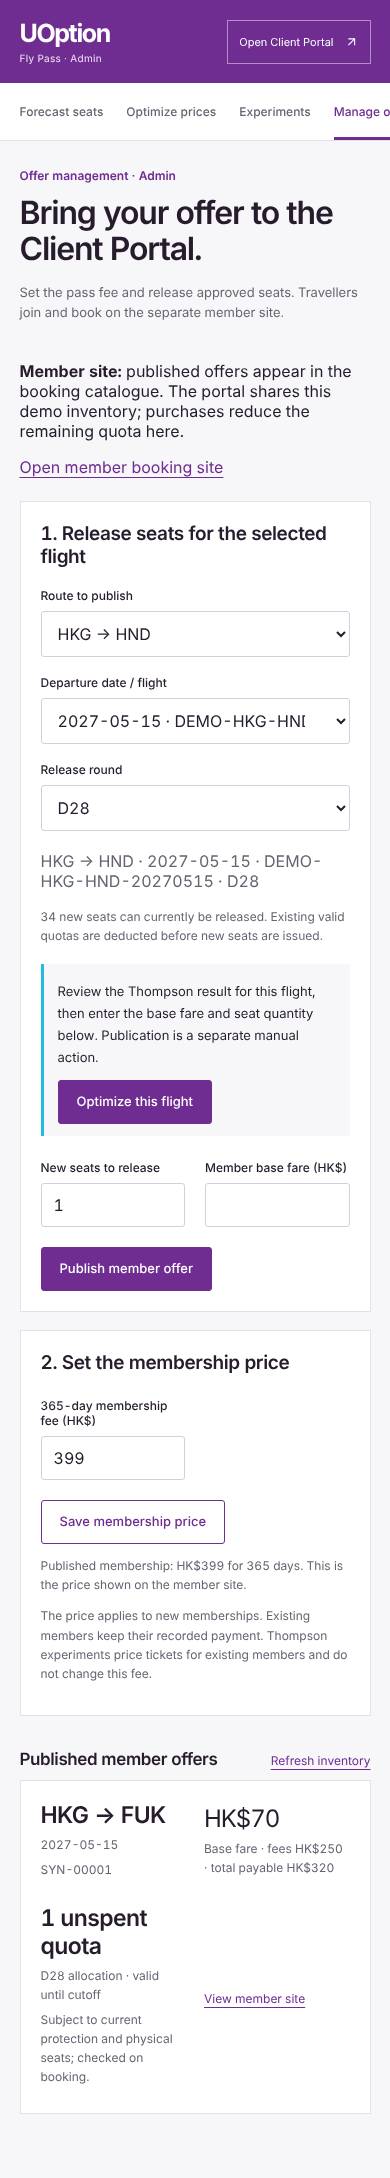 UOption
Fly Pass · Admin
Open Client Portal
Forecast seats
Optimize prices
Experiments
Manage o
Offer management · Admin
Bring your offer to the
Client Portal.
Set the pass fee and release approved seats. Travellers
join and book on the separate member site.
Member site: published offers appear in the
booking catalogue. The portal shares this
demo inventory; purchases reduce the
remaining quota here.
Open member booking site
1. Release seats for the selected
flight
Route to publish
HKG → HND
Departure date / flight
2027-05-15 · DEMO-HKG-HND
Release round
D28
HKG → HND · 2027-05-15 · DEMO-
HKG-HND-20270515 · D28
34 new seats can currently be released. Existing valid
quotas are deducted before new seats are issued.
Review the Thompson result for this flight,
then enter the base fare and seat quantity
below. Publication is a separate manual
action.
Optimize this flight
New seats to release
Member base fare (HK$)
1
Publish member offer
2. Set the membership price
365-day membership
fee (HK$)
399
Save membership price
Published membership: HK$399 for 365 days. This is
the price shown on the member site.
The price applies to new memberships. Existing
members keep their recorded payment. Thompson
experiments price tickets for existing members and do
not change this fee.
Published member offers
Refresh inventory
HKG → FUK
2027-05-15
SYN-00001
HK$70
Base fare · fees HK$250
· total payable HK$320
1 unspent
quota
D28 allocation · valid
until cutoff
Subject to current
protection and physical
seats; checked on
booking.
View member site